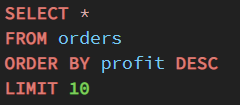 SELECT *
FROM orders
ORDER BY profit DESC
LIMIT 10